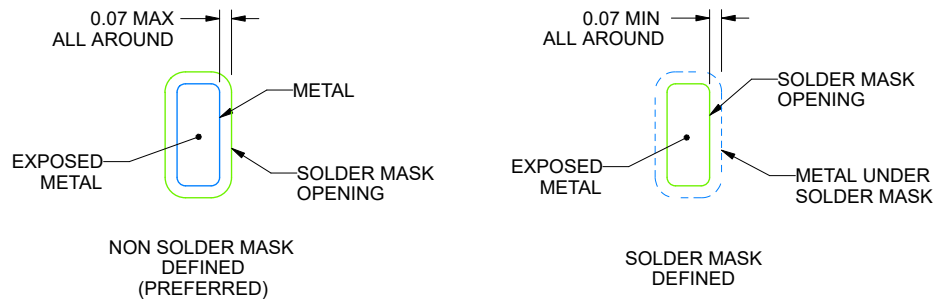 0.07 MAX
ALL AROUND
METAL
EXPOSED
METAL
SOLDER MASK
OPENING
NON SOLDER MASK
DEFINED
(PREFERRED)
0.07 MIN
ALL AROUND
SOLDER MASK
OPENING
EXPOSED
METAL
METAL UNDER
SOLDER MASK
SOLDER MASK
DEFINED